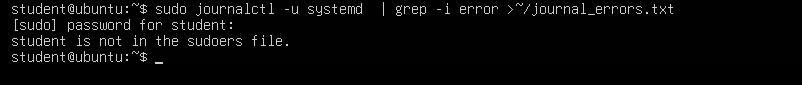 student@ubuntu:~$ sudo journalctl -u systemd  | grep -i error >~/journal_errors.txt
[sudo] password for student:
student is not in the sudoers file.
student@ubuntu:~$ _